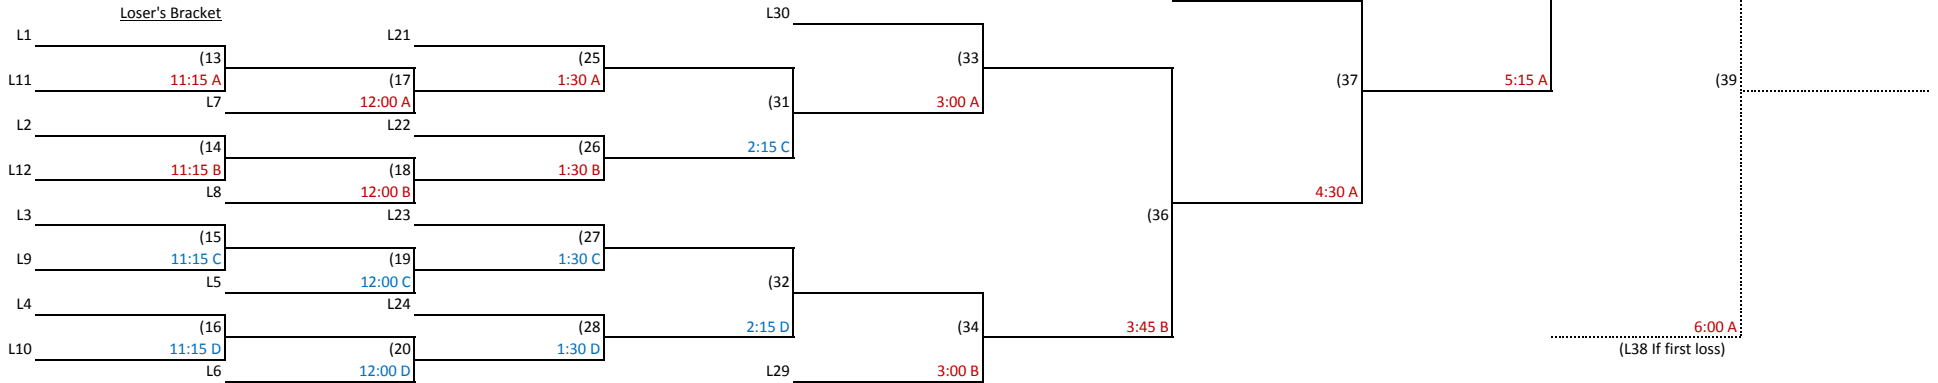 Loser's Bracket
L30
L1
L21
(13
(25
(33
L11
11:15 A
(17
1:30 A
(37
5:15 A
(39
L7
12:00 A
(31
3:00 A
L2
L22
(14
(26
2:15 C
L12
11:15 B
(18
1:30 B
L8
12:00 B
4:30 A
L3
L23
(36
(15
(27
L9
11:15 C
(19
1:30 C
L5
12:00 C
(32
L4
L24
(16
(28
2:15 D
(34
3:45 B
6:00 A
L10
11:15 D
(20
1:30 D
(L38 If first loss)
L6
12:00 D
L29
3:00 B